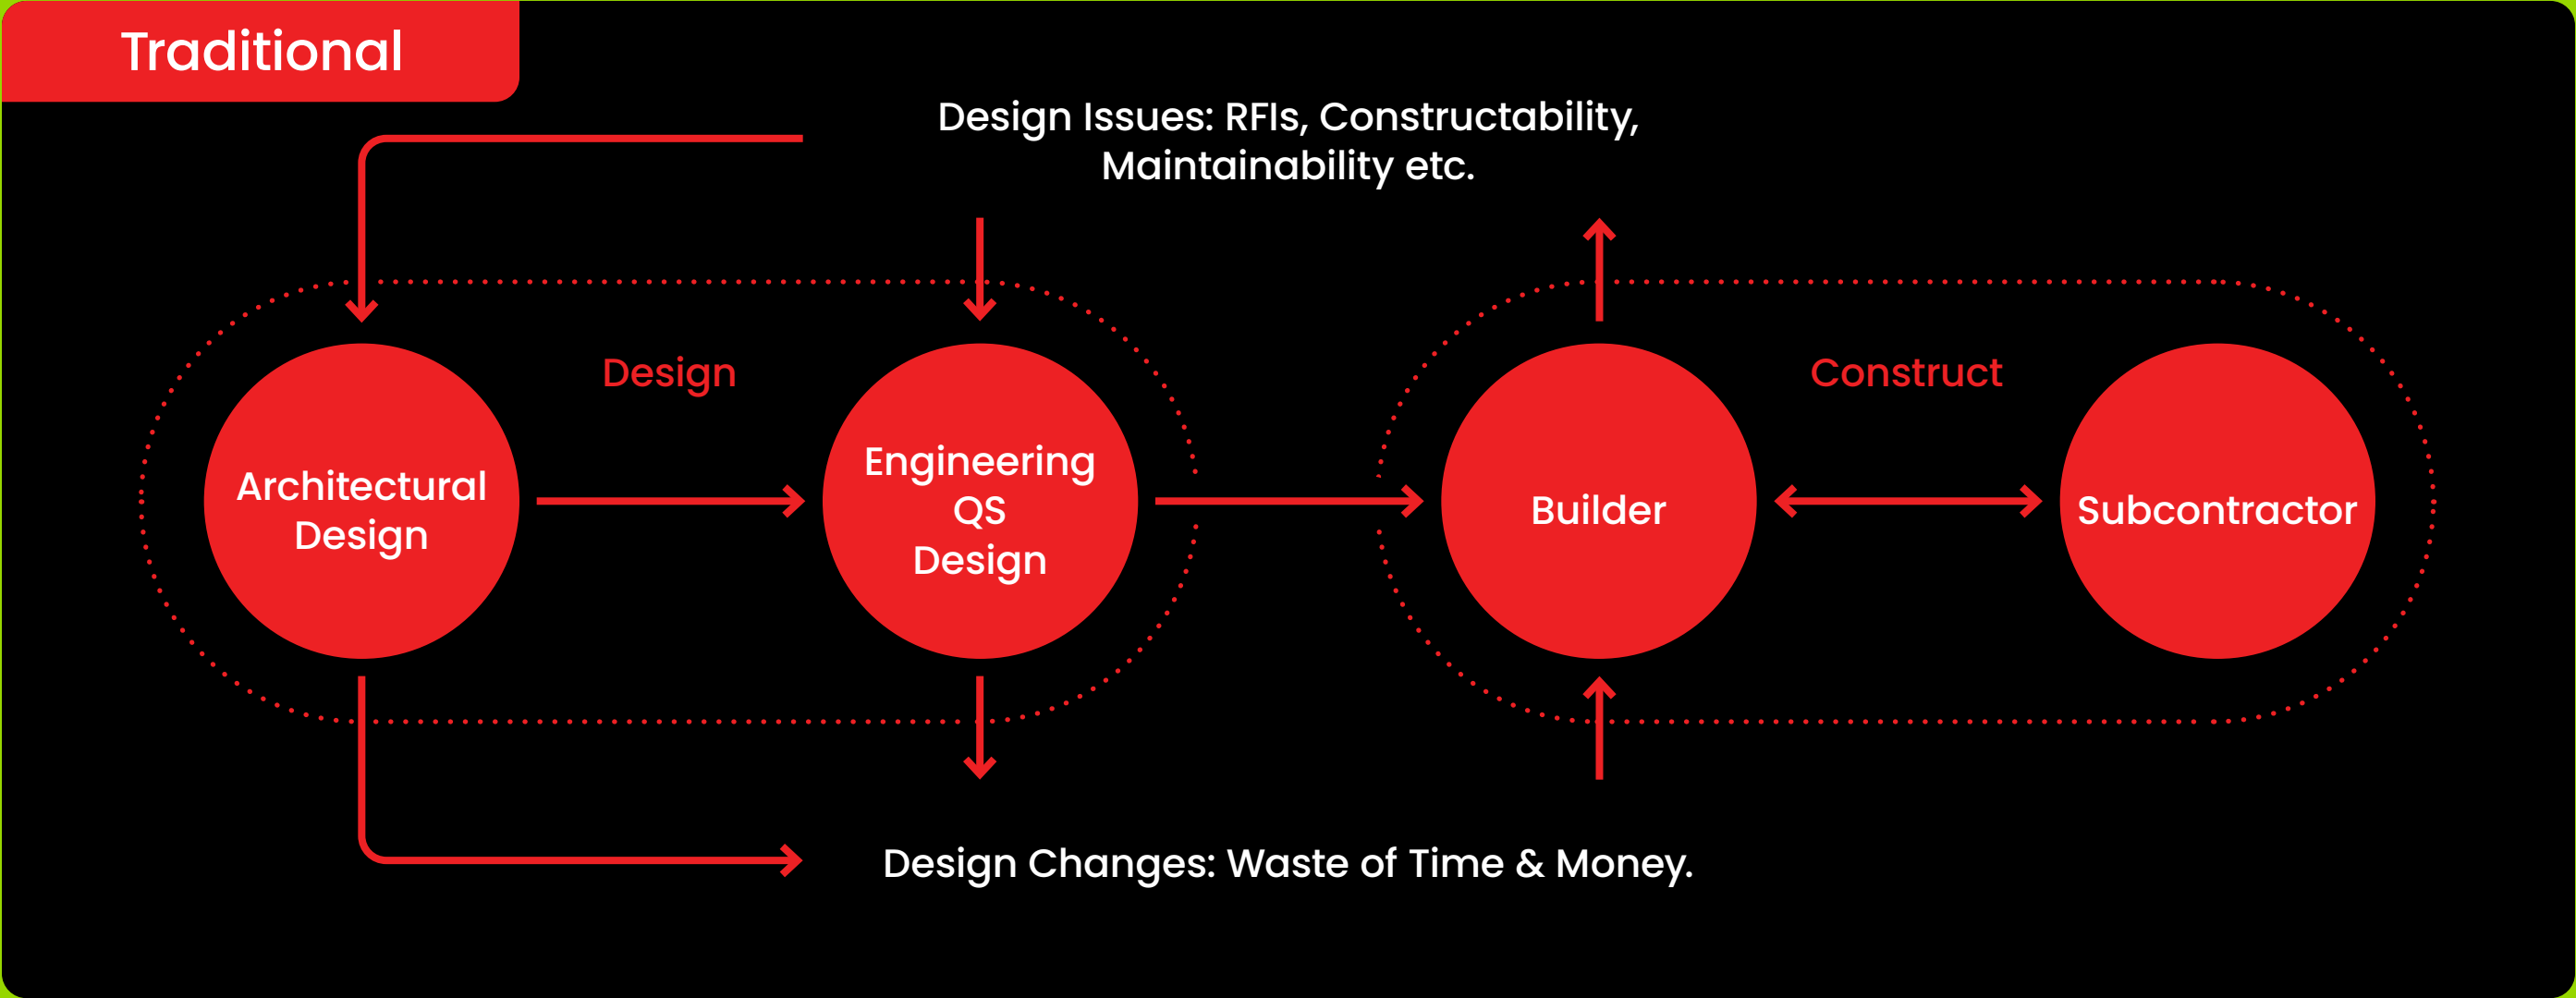 Traditional
Design Issues: RFIs, Constructability,
Maintainability etc.
Design
Construct
Architectural
Design
Engineering
QS
Design
Builder
Subcontractor
Design Changes: Waste of Time & Money.